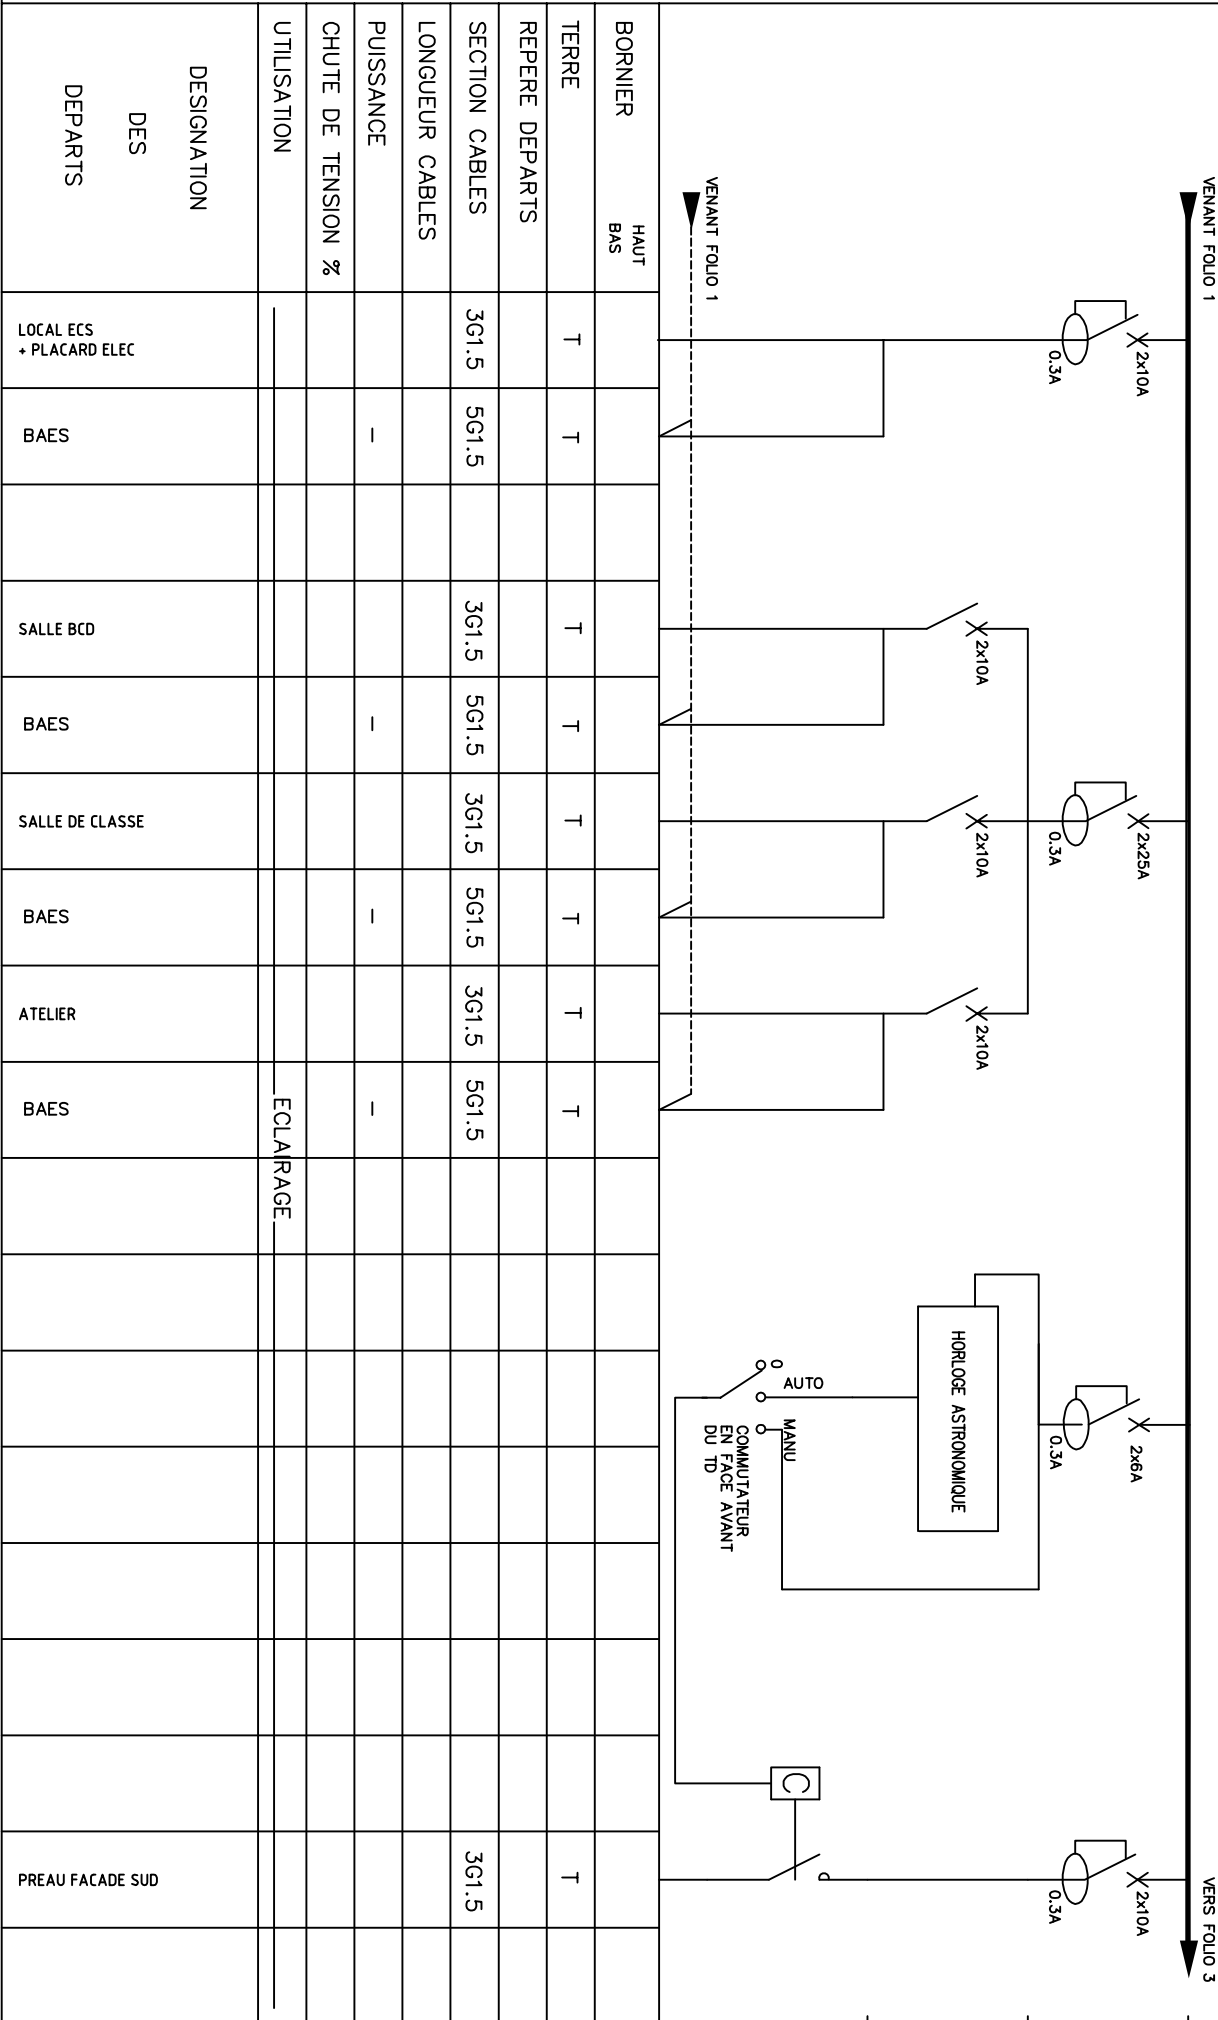 VENANT FOLIO 1
VERS FOLIO 3
2x10A
0.3A
2x25A
0.3A
2x6A
0.3A
2x10A
0.3A
2x10A
2x10A
2x10A
HORLOGE ASTRONOMIQUE
0
AUTO
MANU
COMMUTATEUR
EN FACE AVANT
DU TD
C
VENANT FOLIO 1
BORNIER
HAUT
BAS
TERRE
T
T
T
T
T
T
T
T
T
REPERE DEPARTS
SECTION CABLES
3G1.5
5G1.5
3G1.5
5G1.5
3G1.5
5G1.5
3G1.5
5G1.5
3G1.5
LONGUEUR CABLES
PUISSANCE
–
–
–
–
CHUTE DE TENSION %
UTILISATION
ECLAIRAGE
DESIGNATION
DES
DEPARTS
LOCAL ECS
+ PLACARD ELEC
BAES
SALLE BCD
BAES
SALLE DE CLASSE
BAES
ATELIER
BAES
PREAU FACADE SUD